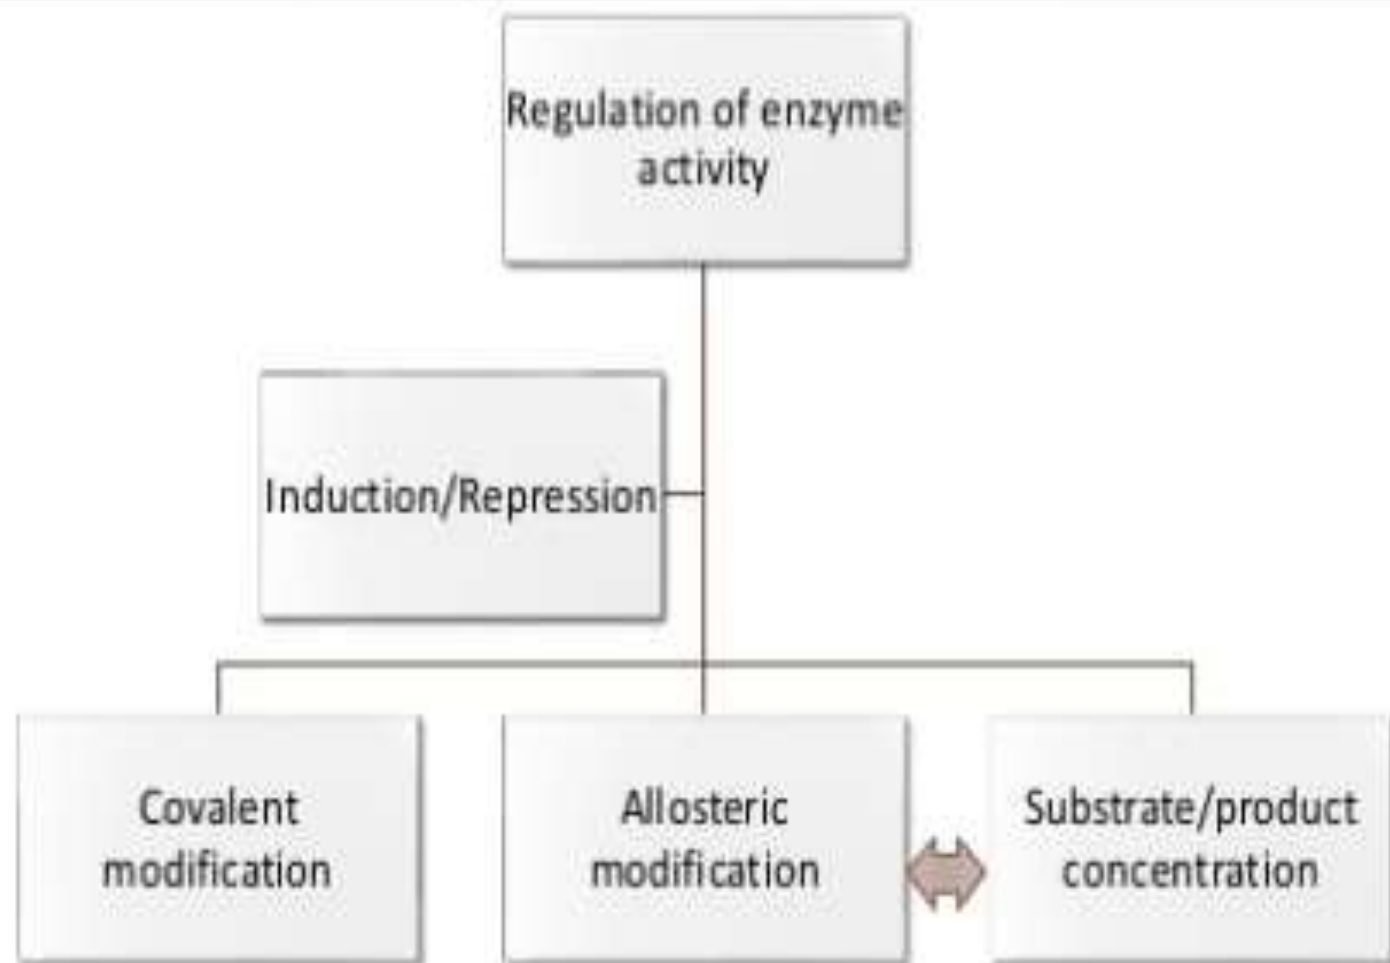 Regulation of enzyme
activity
Induction/Repression
Covalent
modification
Allosteric
modification
Substrate/product
concentration